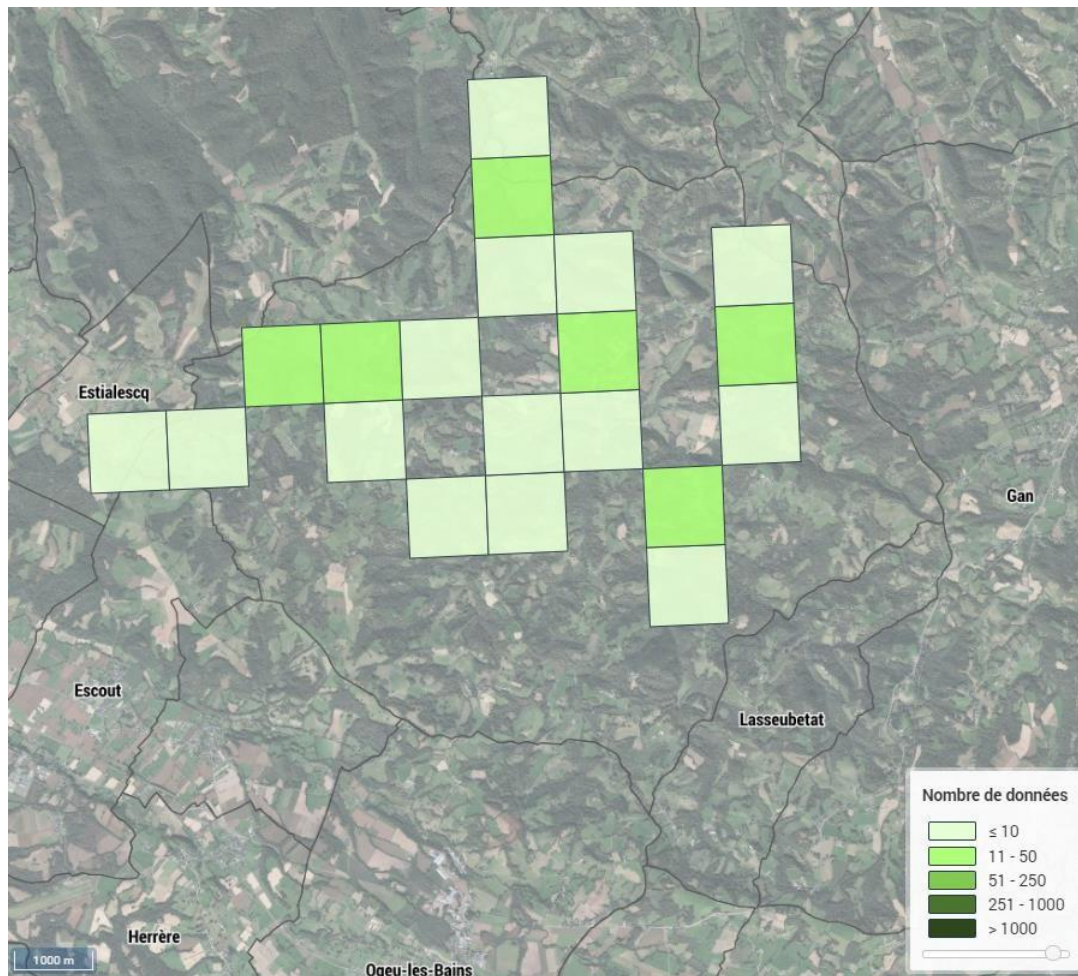 Estialescq
Gan
Escout
Lasseubetat
Nombre de données
≤ 10
11 - 50
51 - 250
251 - 1000
> 1000
Herrère
1000 m
Ogeu-les-Bains